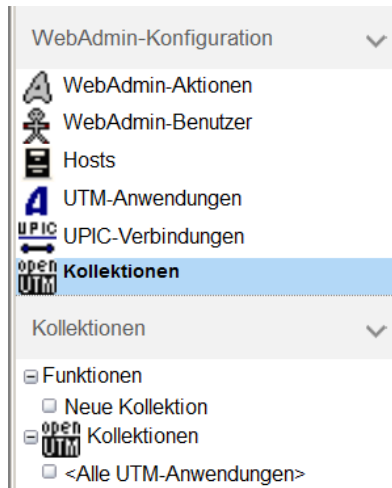 WebAdmin-Konfiguration
WebAdmin-Aktionen
WebAdmin-Benutzer
Hosts
UTM-Anwendungen
UPIC UPIC-Verbindungen
open UTM Kollektionen
Kollektionen
Funktionen
Neue Kollektion
open UTM Kollektionen
<Alle UTM-Anwendungen>